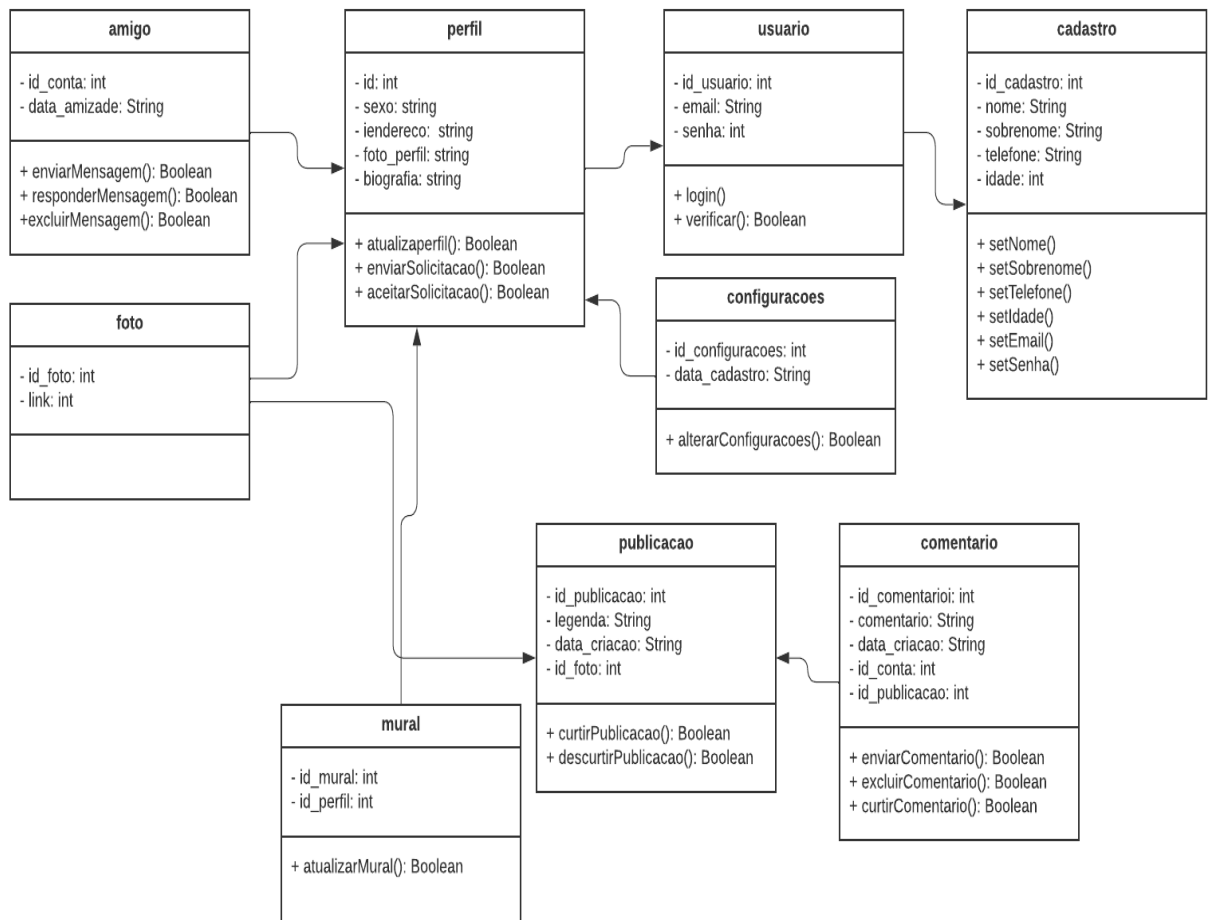 amigo
- id_conta: int
- data_amizade: String
+ enviarMensagem(): Boolean
+ responderMensagem(): Boolean
+excluirMensagem(): Boolean
perfil
- id: int
- sexo: string
- iendereco:  string
- foto_perfil: string
- biografia: string
+ atualizaperfil(): Boolean
+ enviarSolicitacao(): Boolean
+ aceitarSolicitacao(): Boolean
usuario
- id_usuario: int
- email: String
- senha: int
+ login()
+ verificar(): Boolean
cadastro
- id_cadastro: int
- nome: String
- sobrenome: String
- telefone: String
- idade: int
+ setNome()
+ setSobrenome()
+ setTelefone()
+ setIdade()
+ setEmail()
+ setSenha()
foto
- id_foto: int
- link: int
configuracoes
- id_configuracoes: int
- data_cadastro: String
+ alterarConfiguracoes(): Boolean
publicacao
- id_publicacao: int
- legenda: String
- data_criacao: String
- id_foto: int
+ curtirPublicacao(): Boolean
+ descurtirPublicacao(): Boolean
comentario
- id_comentarioi: int
- comentario: String
- data_criacao: String
- id_conta: int
- id_publicacao: int
+ enviarComentario(): Boolean
+ excluirComentario(): Boolean
+ curtirComentario(): Boolean
mural
- id_mural: int
- id_perfil: int
+ atualizarMural(): Boolean